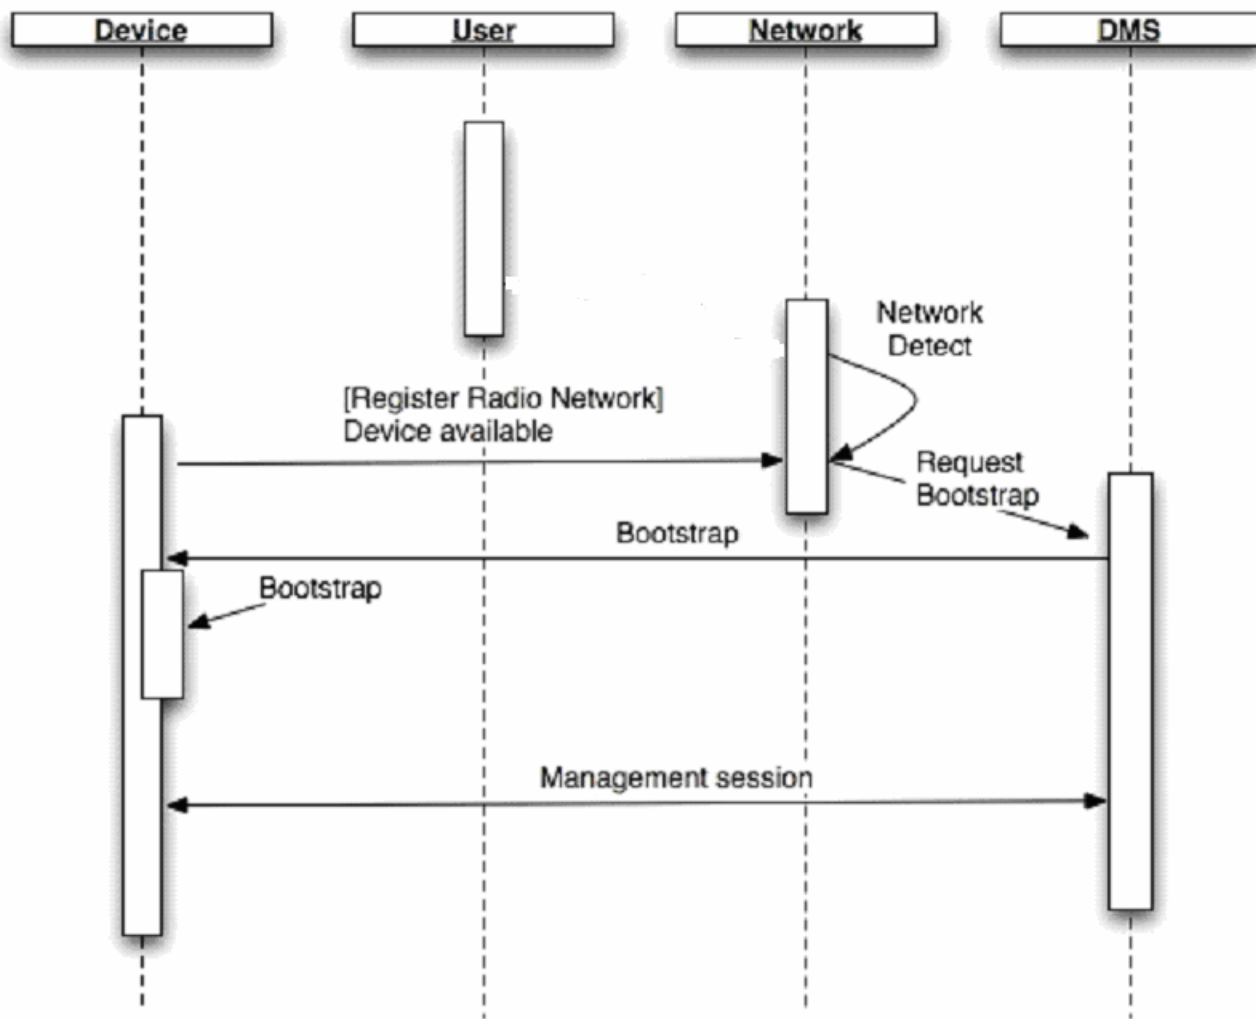 Device
User
Network
DMS
Network
Detect
[Register Radio Network]
Device available
Request
Bootstrap
Bootstrap
Bootstrap
Management session